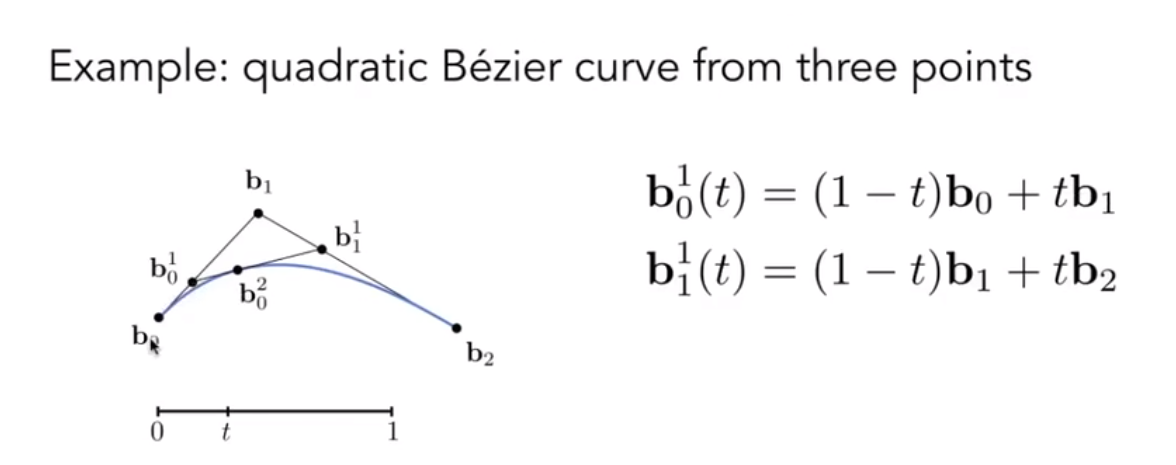 Example: quadratic Bézier curve from three points
b₁
b₁¹
b₀¹
b₀²
b
b₂
0 t 1
b₀¹(t) = (1 − t)b₀ + tb₁
b₁¹(t) = (1 − t)b₁ + tb₂